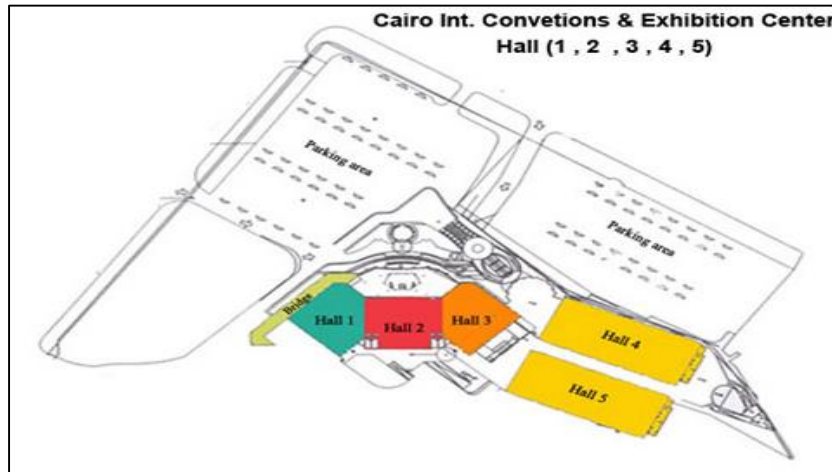 Cairo Int. Convetions & Exhibition Center
Hall (1 , 2 , 3 , 4 , 5)
Parking area
Parking area
Bridge
Hall 1
Hall 2
Hall 3
Hall 4
Hall 5